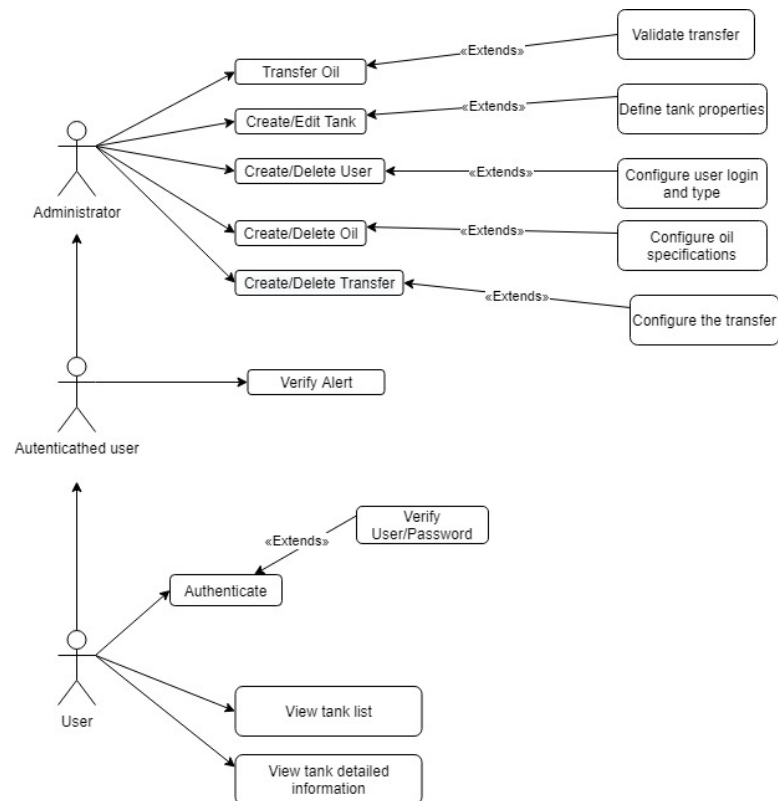 Validate transfer
«Extends»
Transfer Oil
Define tank properties
«Extends»
Create/Edit Tank
Create/Delete User
«Extends»
Configure user login
and type
Administrator
Create/Delete Oil
«Extends»
Configure oil
specifications
Create/Delete Transfer
«Extends»
Configure the transfer
Verify Alert
Autenticathed user
Verify
User/Password
«Extends»
Authenticate
User
View tank list
View tank detailed
information